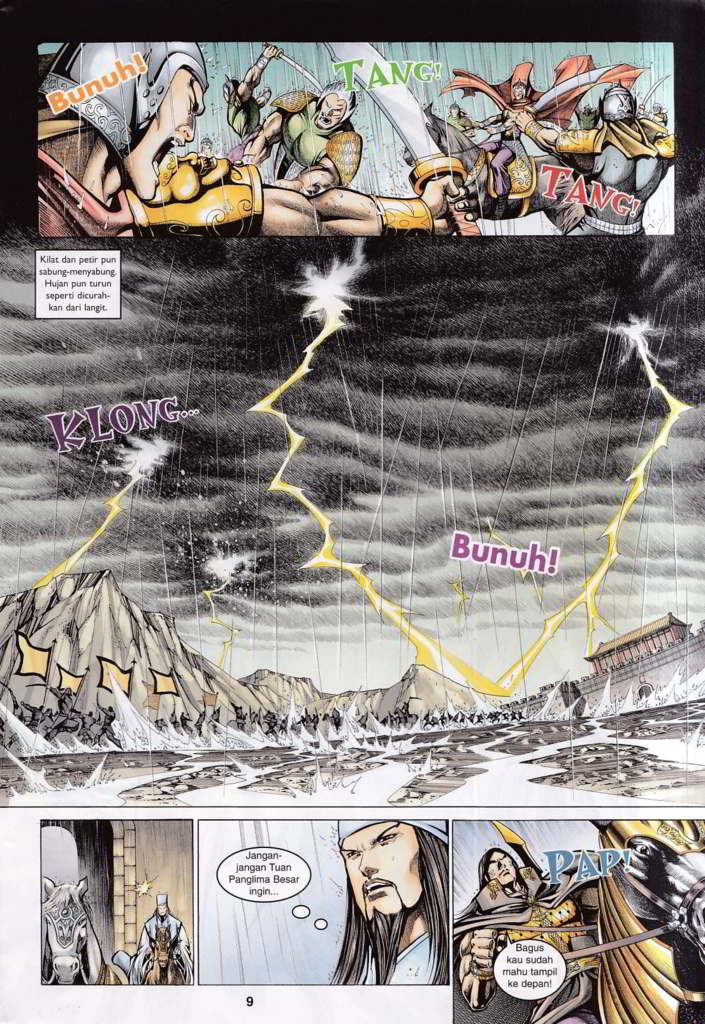 Bunuh!
TANG!
TANG!
Kilat dan petir pun
sabung-menyabung.
Hujan pun turun
seperti dicurah-
kan dari langit.
KLONG...
Bunuh!
Jangan-
jangan Tuan
Panglima Besar
ingin...
PAP!
Bagus
kau sudah
mahu tampil
ke depan!
9